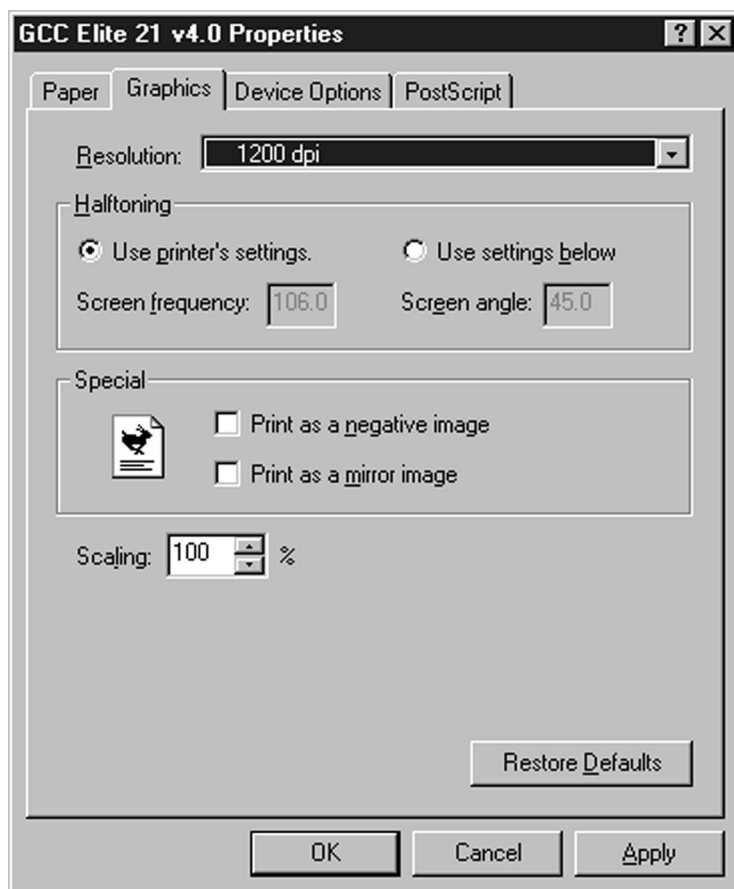 GCC Elite 21 v4.0 Properties
Paper Graphics Device Options PostScript
Resolution: 1200 dpi
Halftoning
Use printer's settings. Use settings below
Screen frequency: 106.0 Screen angle: 45.0
Special
Print as a negative image
Print as a mirror image
Scaling: 100 %
Restore Defaults
OK Cancel Apply